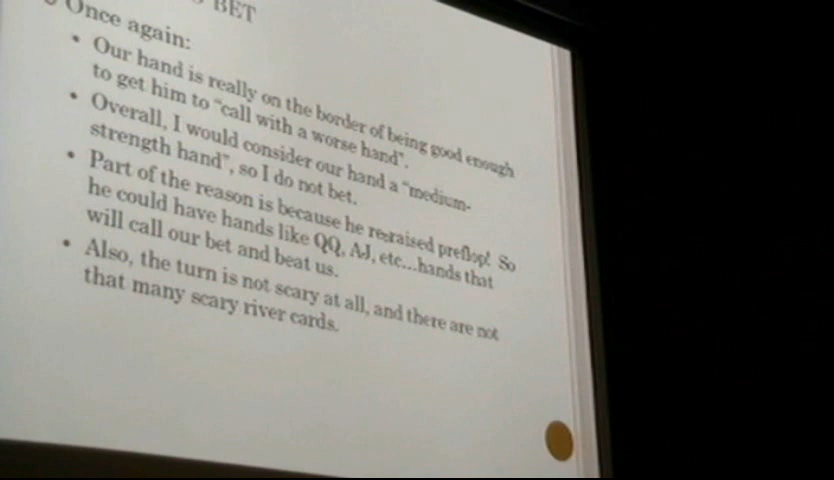 BET
Once again:
• Our hand is really on the border of being good enough
to get him to "call with a worse hand".
• Overall, I would consider our hand a "medium-
strength hand", so I do not bet.
• Part of the reason is because he reraised preflop! So
he could have hands like QQ, AJ, etc...hands that
will call our bet and beat us.
• Also, the turn is not scary at all, and there are not
that many scary river cards.